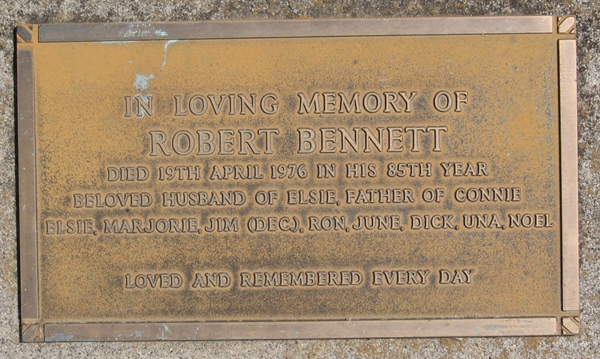 IN LOVING MEMORY OF
ROBERT BENNETT
DIED 19TH APRIL 1976 IN HIS 85TH YEAR
BELOVED HUSBAND OF ELSIE, FATHER OF CONNIE
ELSIE, MARJORIE, JIM (DEC), RON, JUNE, DICK, UNA, NOEL
LOVED AND REMEMBERED EVERY DAY